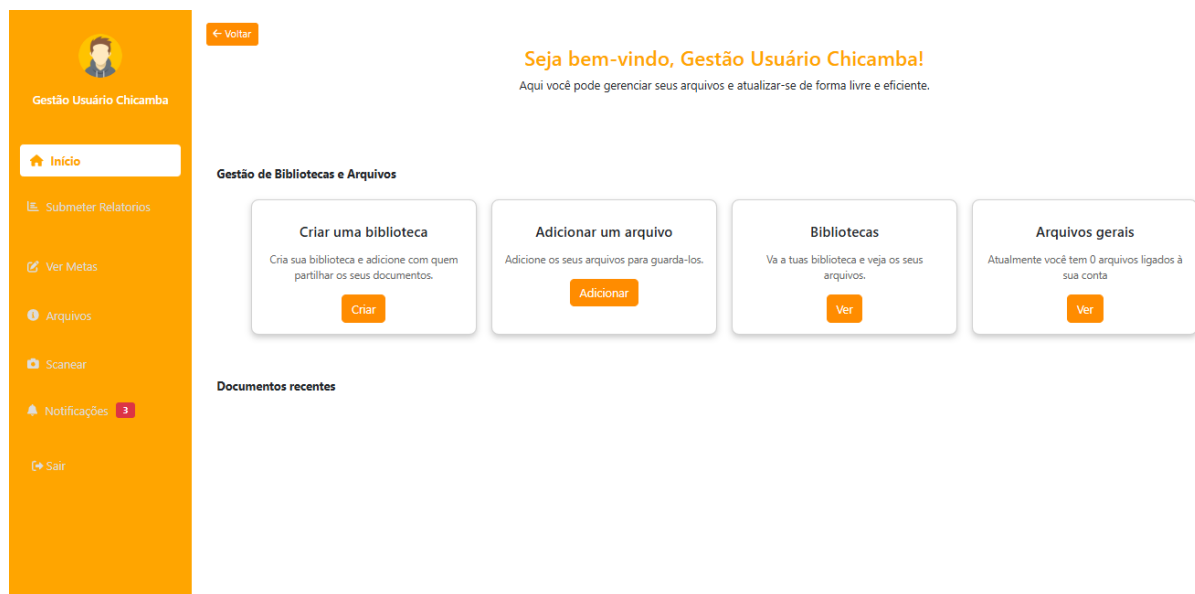 ← Voltar
Gestão Usuário Chicamba
Início
Submeter Relatorios
Ver Metas
Arquivos
Scanear
Notificações 3
Sair
Seja bem-vindo, Gestão Usuário Chicamba!
Aqui você pode gerenciar seus arquivos e atualizar-se de forma livre e eficiente.
Gestão de Bibliotecas e Arquivos
Criar uma biblioteca
Cria sua biblioteca e adicione com quem
partilhar os seus documentos.
Criar
Adicionar um arquivo
Adicione os seus arquivos para guarda-los.
Adicionar
Bibliotecas
Va a tuas biblioteca e veja os seus
arquivos.
Ver
Arquivos gerais
Atualmente você tem 0 arquivos ligados à
sua conta
Ver
Documentos recentes